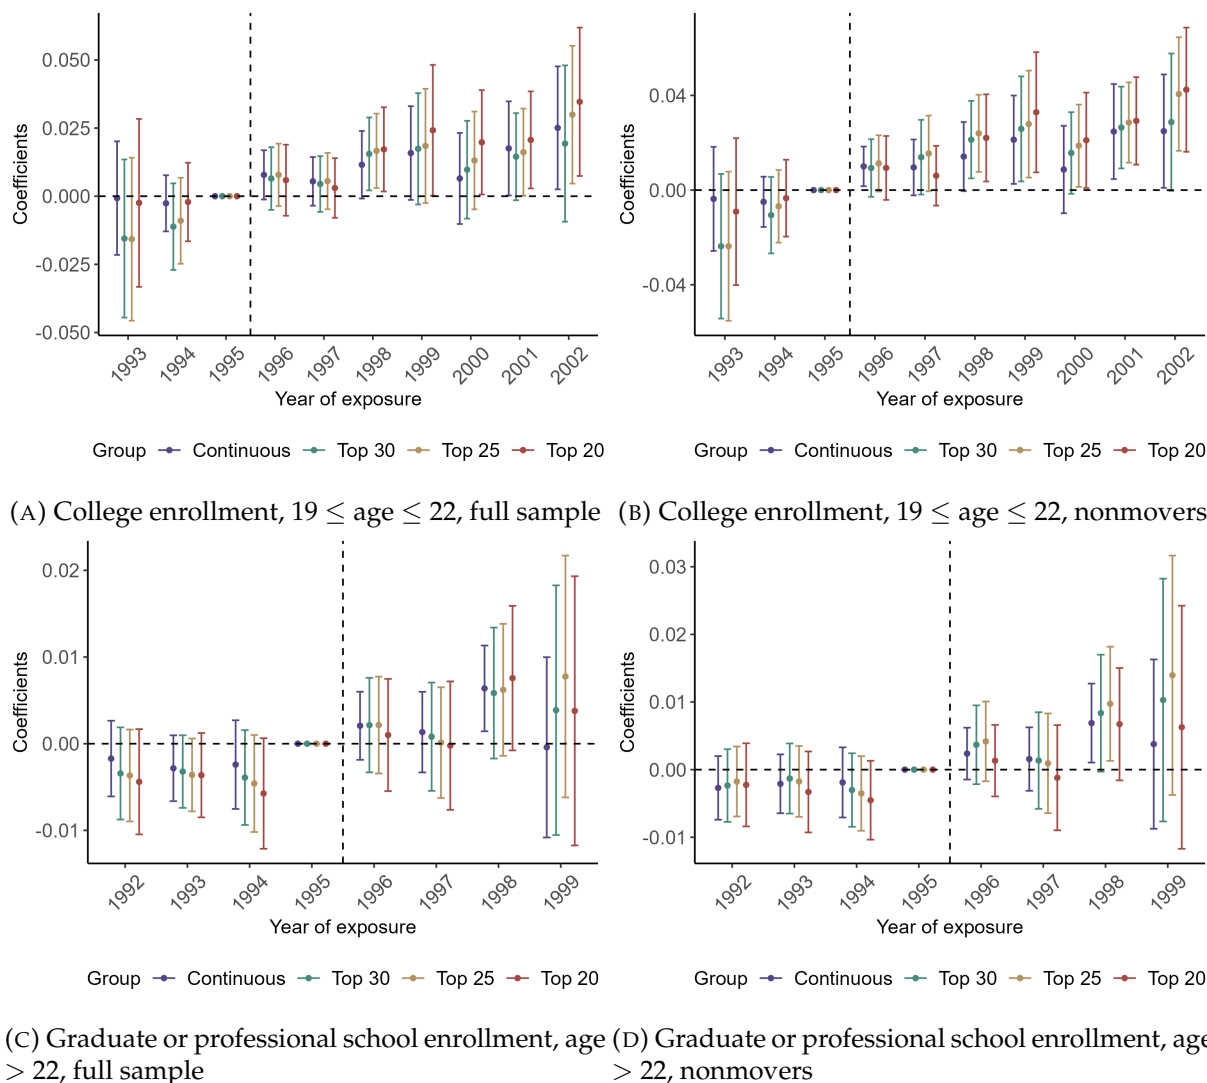 0.050
0.025
0.000
-0.025
-0.050
Coefficients
1993 1994 1995 1996 1997 1998 1999 2000 2001 2002
Year of exposure
Group Continuous Top 30 Top 25 Top 20
(A) College enrollment, 19 ≤ age ≤ 22, full sample
0.04
0.00
-0.04
Coefficients
1993 1994 1995 1996 1997 1998 1999 2000 2001 2002
Year of exposure
Group Continuous Top 30 Top 25 Top 20
(B) College enrollment, 19 ≤ age ≤ 22, nonmovers
0.02
0.01
0.00
-0.01
Coefficients
1992 1993 1994 1995 1996 1997 1998 1999
Year of exposure
Group Continuous Top 30 Top 25 Top 20
(C) Graduate or professional school enrollment, age
> 22, full sample
0.03
0.02
0.01
0.00
-0.01
Coefficients
1992 1993 1994 1995 1996 1997 1998 1999
Year of exposure
Group Continuous Top 30 Top 25 Top 20
(D) Graduate or professional school enrollment, age
> 22, nonmovers